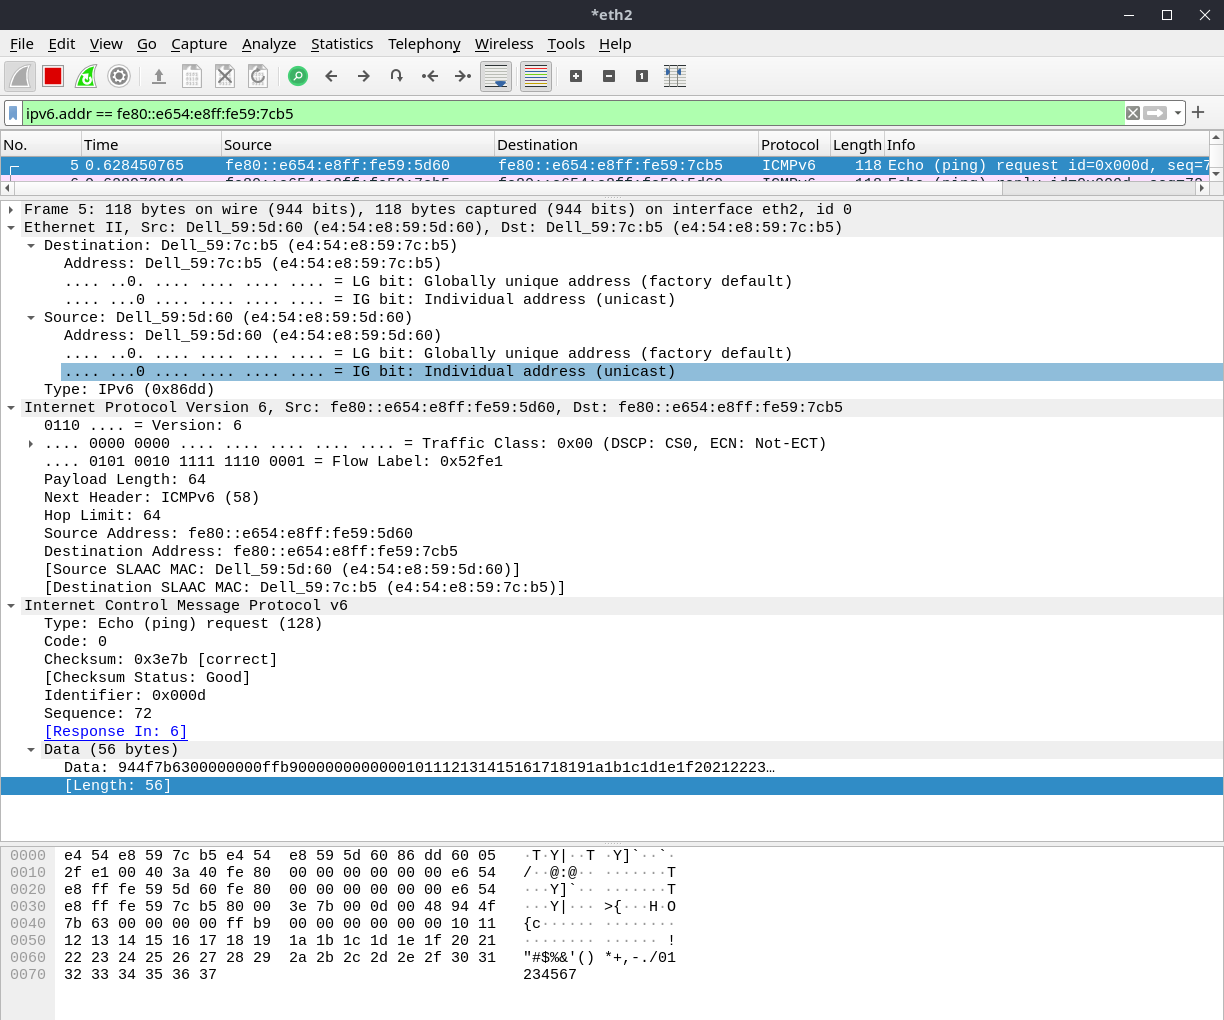 *eth2
File Edit View Go Capture Analyze Statistics Telephony Wireless Tools Help
ipv6.addr == fe80::e654:e8ff:fe59:7cb5
No. Time Source Destination Protocol Length Info
5 0.628450765 fe80::e654:e8ff:fe59:5d60 fe80::e654:e8ff:fe59:7cb5 ICMPv6 118 Echo (ping) request id=0x000d, seq=7
Frame 5: 118 bytes on wire (944 bits), 118 bytes captured (944 bits) on interface eth2, id 0
Ethernet II, Src: Dell_59:5d:60 (e4:54:e8:59:5d:60), Dst: Dell_59:7c:b5 (e4:54:e8:59:7c:b5)
Destination: Dell_59:7c:b5 (e4:54:e8:59:7c:b5)
Address: Dell_59:7c:b5 (e4:54:e8:59:7c:b5)
.... ..0. .... .... .... .... = LG bit: Globally unique address (factory default)
.... ...0 .... .... .... .... = IG bit: Individual address (unicast)
Source: Dell_59:5d:60 (e4:54:e8:59:5d:60)
Address: Dell_59:5d:60 (e4:54:e8:59:5d:60)
.... ..0. .... .... .... .... = LG bit: Globally unique address (factory default)
.... ...0 .... .... .... .... = IG bit: Individual address (unicast)
Type: IPv6 (0x86dd)
Internet Protocol Version 6, Src: fe80::e654:e8ff:fe59:5d60, Dst: fe80::e654:e8ff:fe59:7cb5
0110 .... = Version: 6
.... 0000 0000 .... .... .... .... .... = Traffic Class: 0x00 (DSCP: CS0, ECN: Not-ECT)
.... 0101 0010 1111 1110 0001 = Flow Label: 0x52fe1
Payload Length: 64
Next Header: ICMPv6 (58)
Hop Limit: 64
Source Address: fe80::e654:e8ff:fe59:5d60
Destination Address: fe80::e654:e8ff:fe59:7cb5
[Source SLAAC MAC: Dell_59:5d:60 (e4:54:e8:59:5d:60)]
[Destination SLAAC MAC: Dell_59:7c:b5 (e4:54:e8:59:7c:b5)]
Internet Control Message Protocol v6
Type: Echo (ping) request (128)
Code: 0
Checksum: 0x3e7b [correct]
[Checksum Status: Good]
Identifier: 0x000d
Sequence: 72
[Response In: 6]
Data (56 bytes)
Data: 944f7b6300000000ffb9000000000000101112131415161718191a1b1c1d1e1f20212223…
[Length: 56]
0000 e4 54 e8 59 7c b5 e4 54 e8 59 5d 60 86 dd 60 05 ·T·Y|··T ·Y]`··`·
0010 2f e1 00 40 3a 40 fe 80 00 00 00 00 00 00 e6 54 /··@:@·· ·······T
0020 e8 ff fe 59 5d 60 fe 80 00 00 00 00 00 00 e6 54 ···Y]`·· ·······T
0030 e8 ff fe 59 7c b5 80 00 3e 7b 00 0d 00 48 94 4f ···Y|··· >{···H·O
0040 7b 63 00 00 00 00 ff b9 00 00 00 00 00 00 10 11 {c······ ········
0050 12 13 14 15 16 17 18 19 1a 1b 1c 1d 1e 1f 20 21 ········ ······ !
0060 22 23 24 25 26 27 28 29 2a 2b 2c 2d 2e 2f 30 31 "#$%&'() *+,-./01
0070 32 33 34 35 36 37 234567